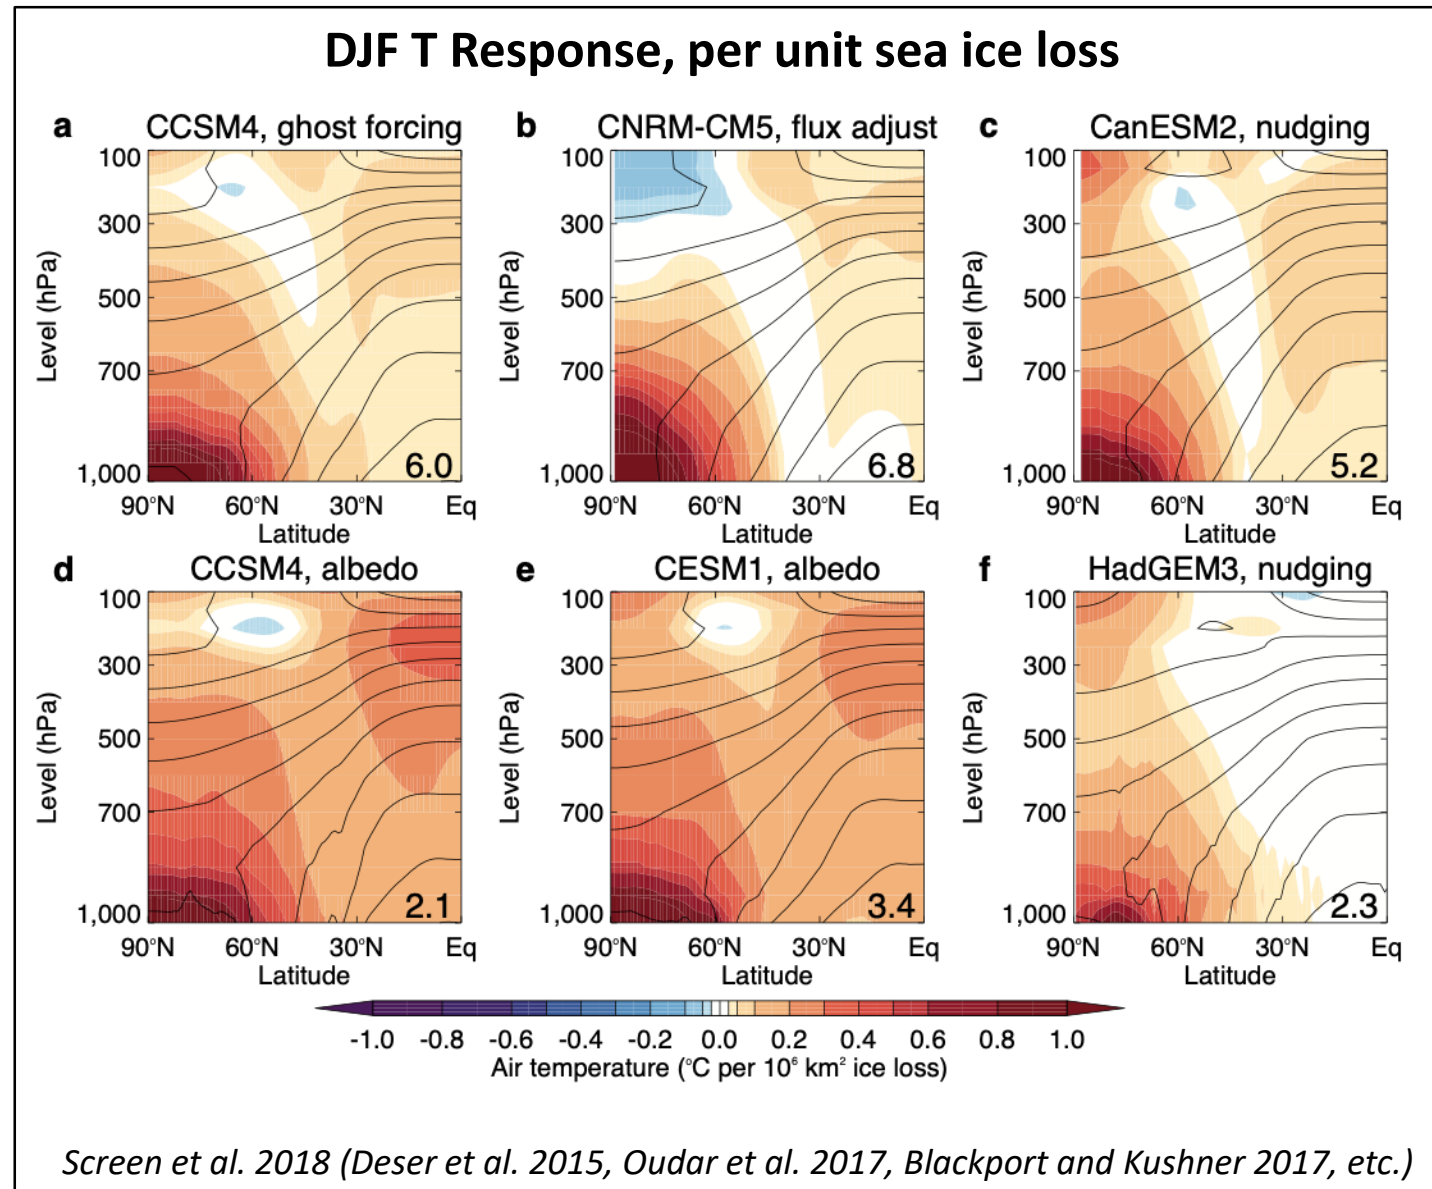 DJF T Response, per unit sea ice loss
a CCSM4, ghost forcing
b CNRM-CM5, flux adjust
c CanESM2, nudging
Level (hPa)
100
300
500
700
1,000
6.0
90°N 60°N 30°N Eq
Latitude
Level (hPa)
100
300
500
700
1,000
6.8
90°N 60°N 30°N Eq
Latitude
Level (hPa)
100
300
500
700
1,000
5.2
90°N 60°N 30°N Eq
Latitude
d CCSM4, albedo
e CESM1, albedo
f HadGEM3, nudging
Level (hPa)
100
300
500
700
1,000
2.1
90°N 60°N 30°N Eq
Latitude
Level (hPa)
100
300
500
700
1,000
3.4
90°N 60°N 30°N Eq
Latitude
Level (hPa)
100
300
500
700
1,000
2.3
90°N 60°N 30°N Eq
Latitude
-1.0 -0.8 -0.6 -0.4 -0.2 0.0 0.2 0.4 0.6 0.8 1.0
Air temperature (°C per 10⁶ km² ice loss)
Screen et al. 2018 (Deser et al. 2015, Oudar et al. 2017, Blackport and Kushner 2017, etc.)